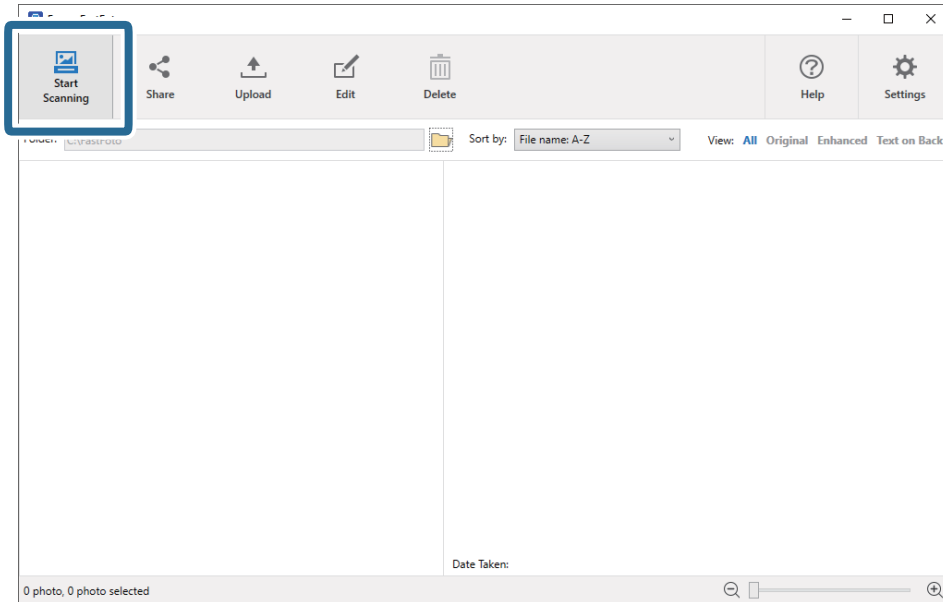 Start
Scanning
Share
Upload
Edit
Delete
Help
Settings
Folder: C:\FastFoto
Sort by: File name: A-Z
View: All Original Enhanced Text on Back
Date Taken:
0 photo, 0 photo selected